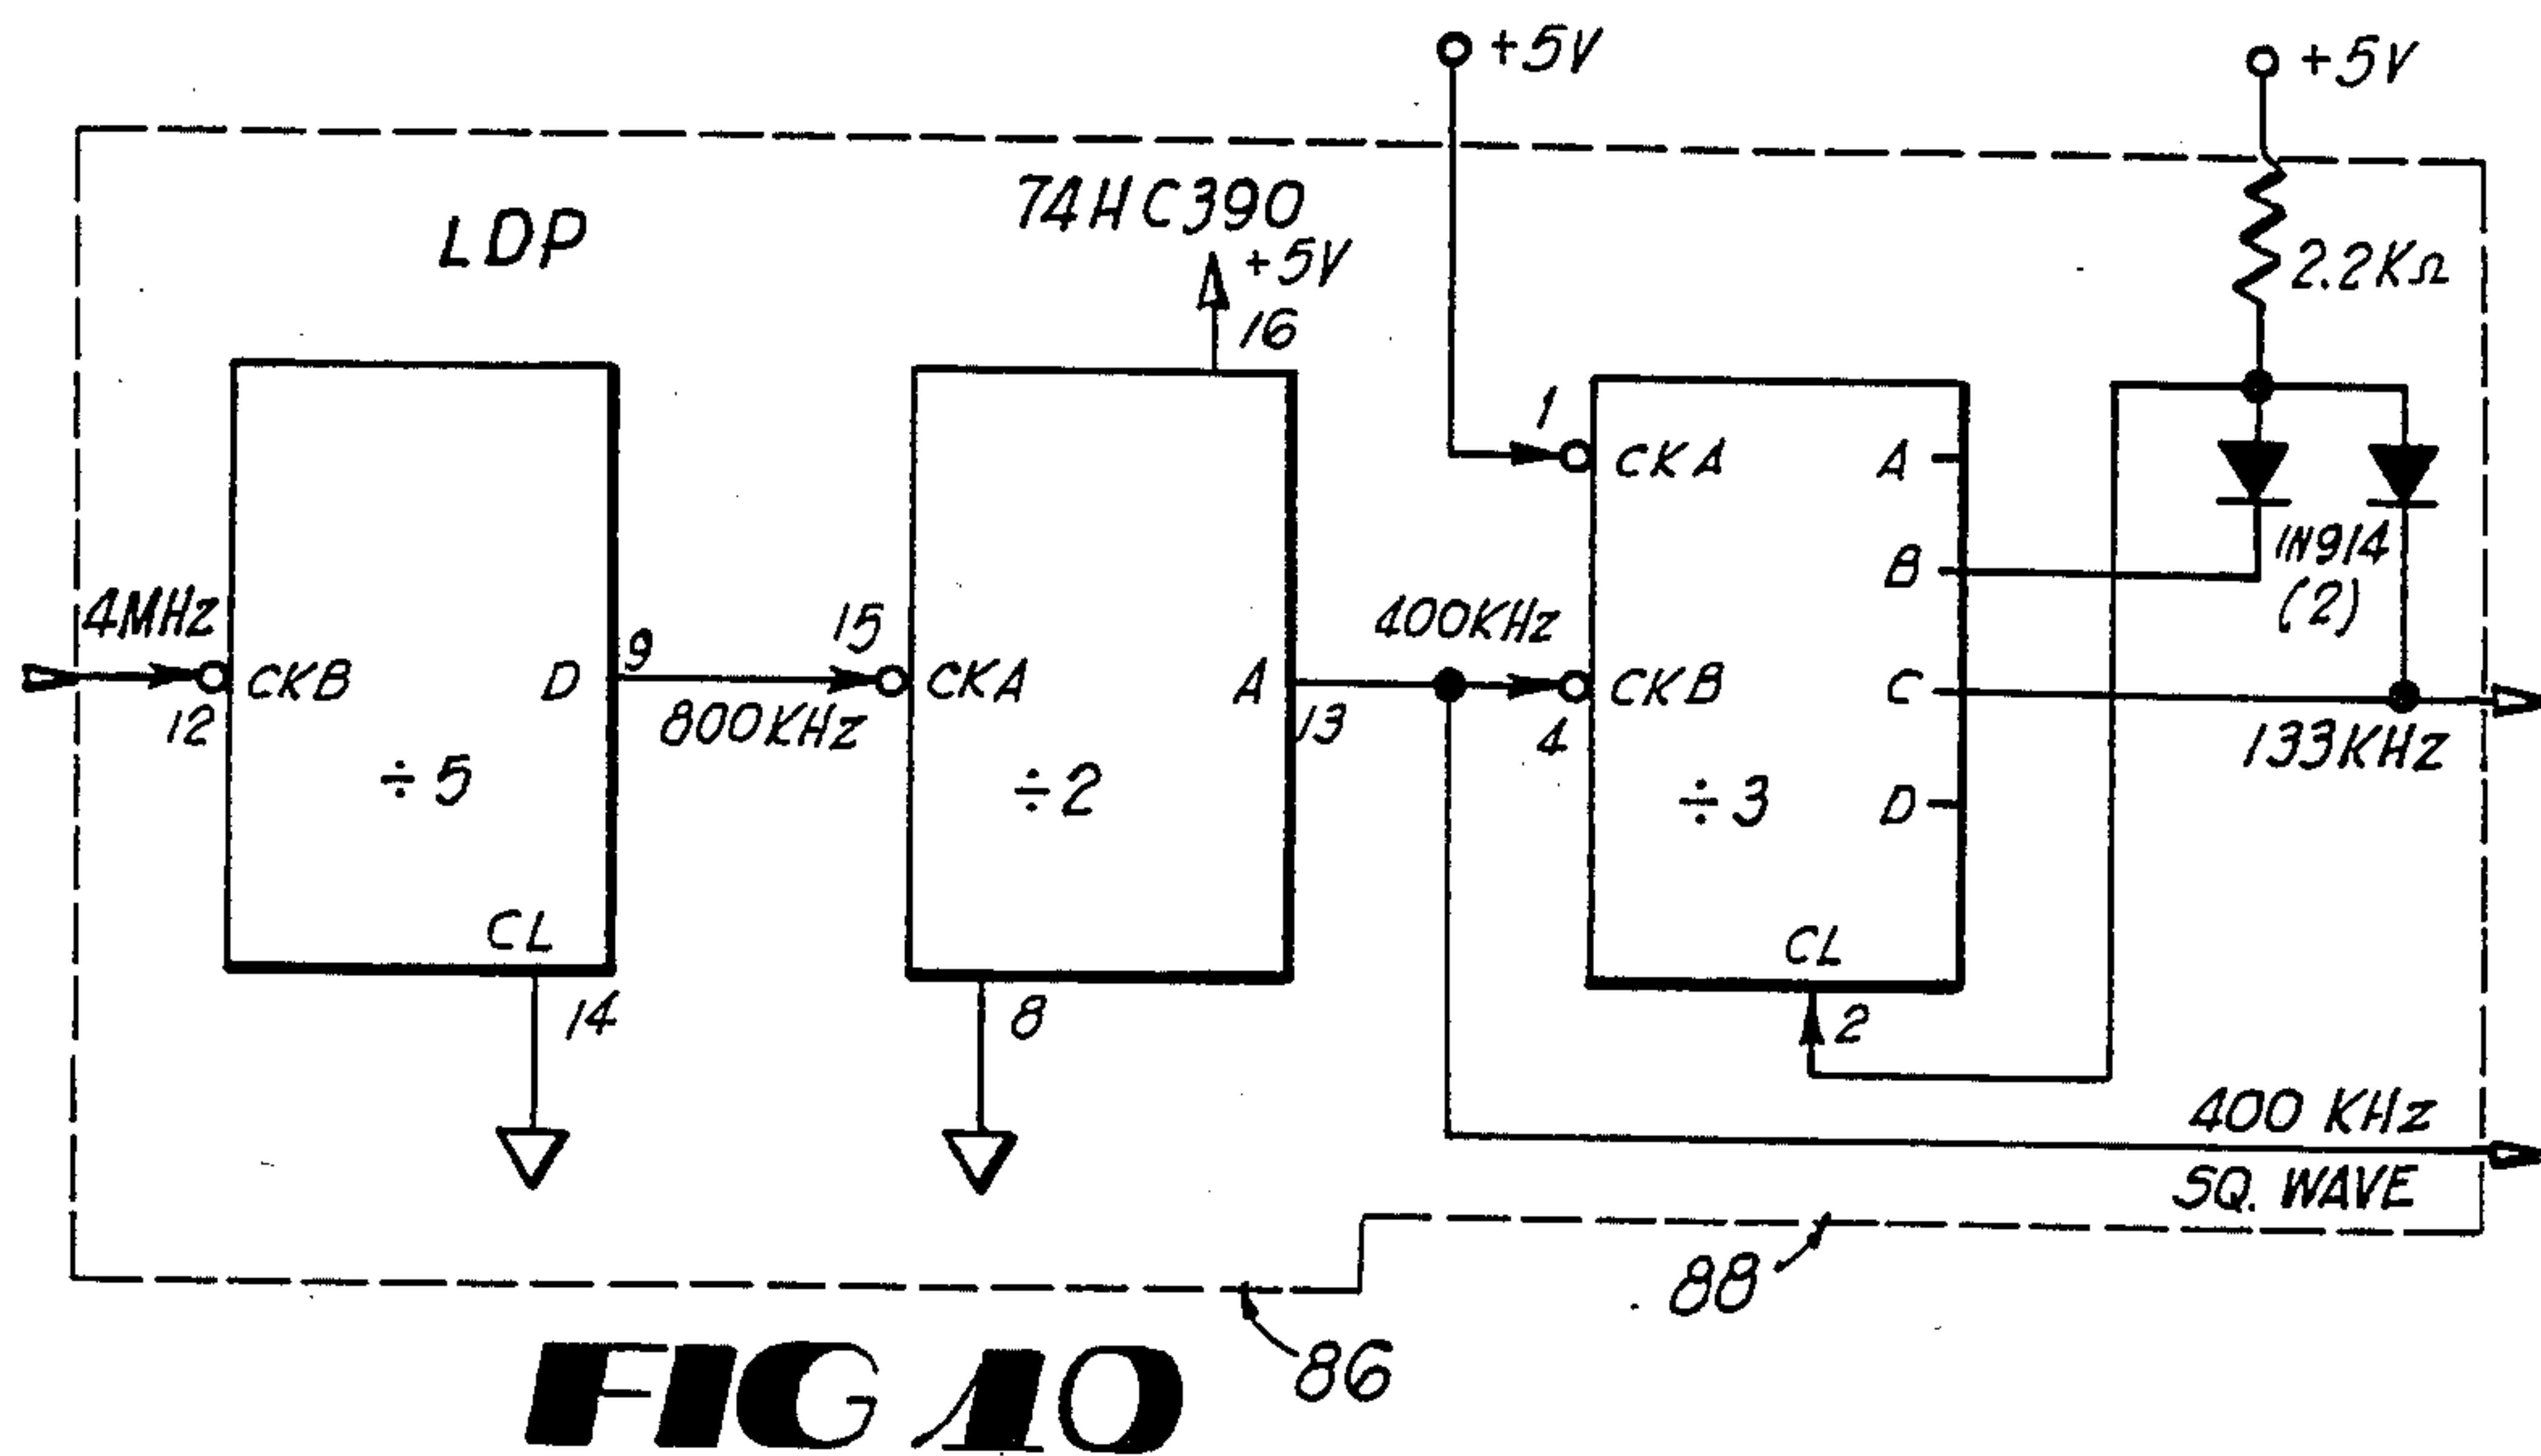 +5V
+5V
LDP
74HC390
+5V
16
2.2KΩ
1
CKA
A
1N914
(2)
B
4MHz
CKB
12
D
9
÷5
CL
14
800KHz
15
CKA
A
13
÷2
8
400KHz
CKB
4
C
133KHz
÷3
D
CL
2
400 KHz
SQ. WAVE
88
86
FIG 10